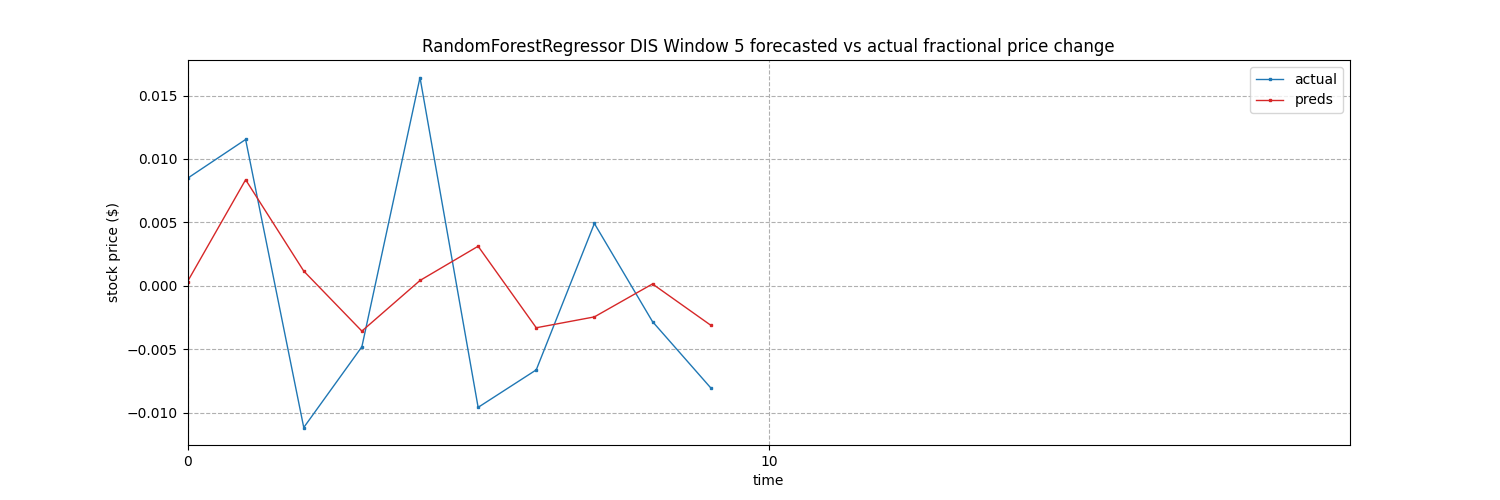 RandomForestRegressor DIS Window 5 forecasted vs actual fractional price change
actual
preds
0.015
0.010
0.005
0.000
−0.005
−0.010
stock price ($)
0
10
time